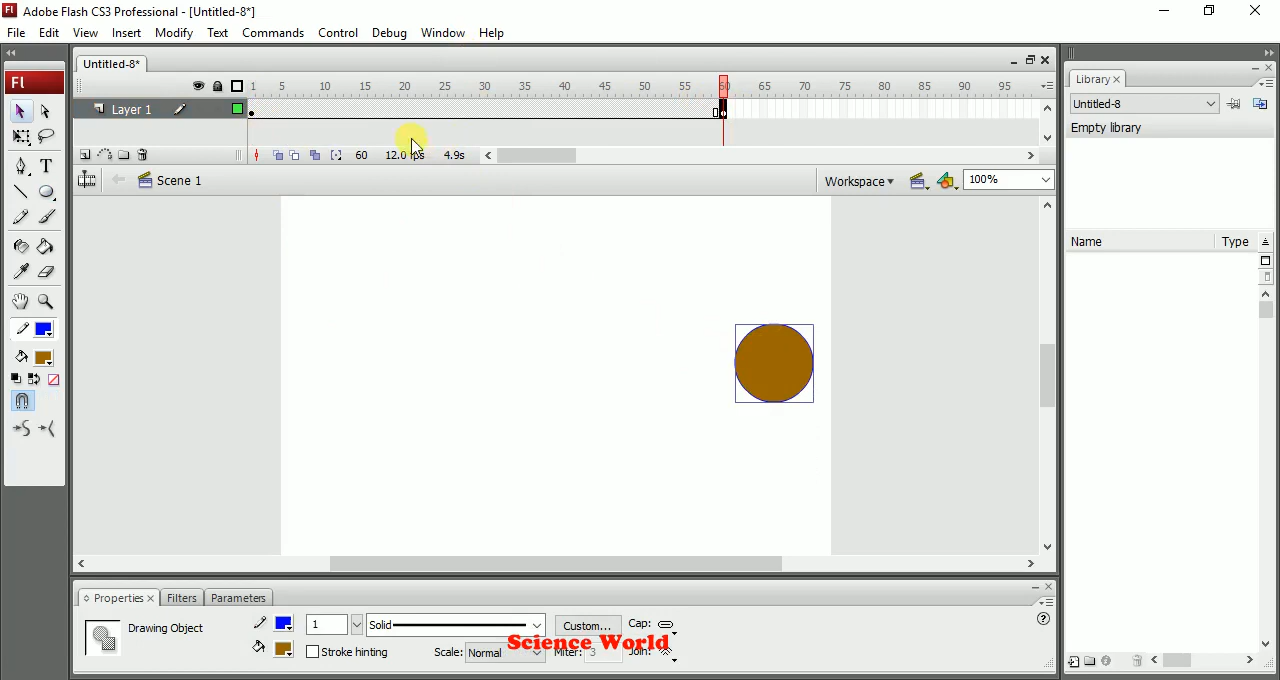 Fl Adobe Flash CS3 Professional - [Untitled-8*]
File Edit View Insert Modify Text Commands Control Debug Window Help
Untitled-8*
Fl
1 5 10 15 20 25 30 35 40 45 50 55 60 65 70 75 80 85 90 95
Layer 1
60 12.0 fps 4.9s
Scene 1
Workspace
100%
T
Library
Untitled-8
Empty library
Name Type
Properties Filters Parameters
Drawing Object
1 Solid Custom... Cap:
Stroke hinting Scale: Normal Miter: 3 Join:
Science World